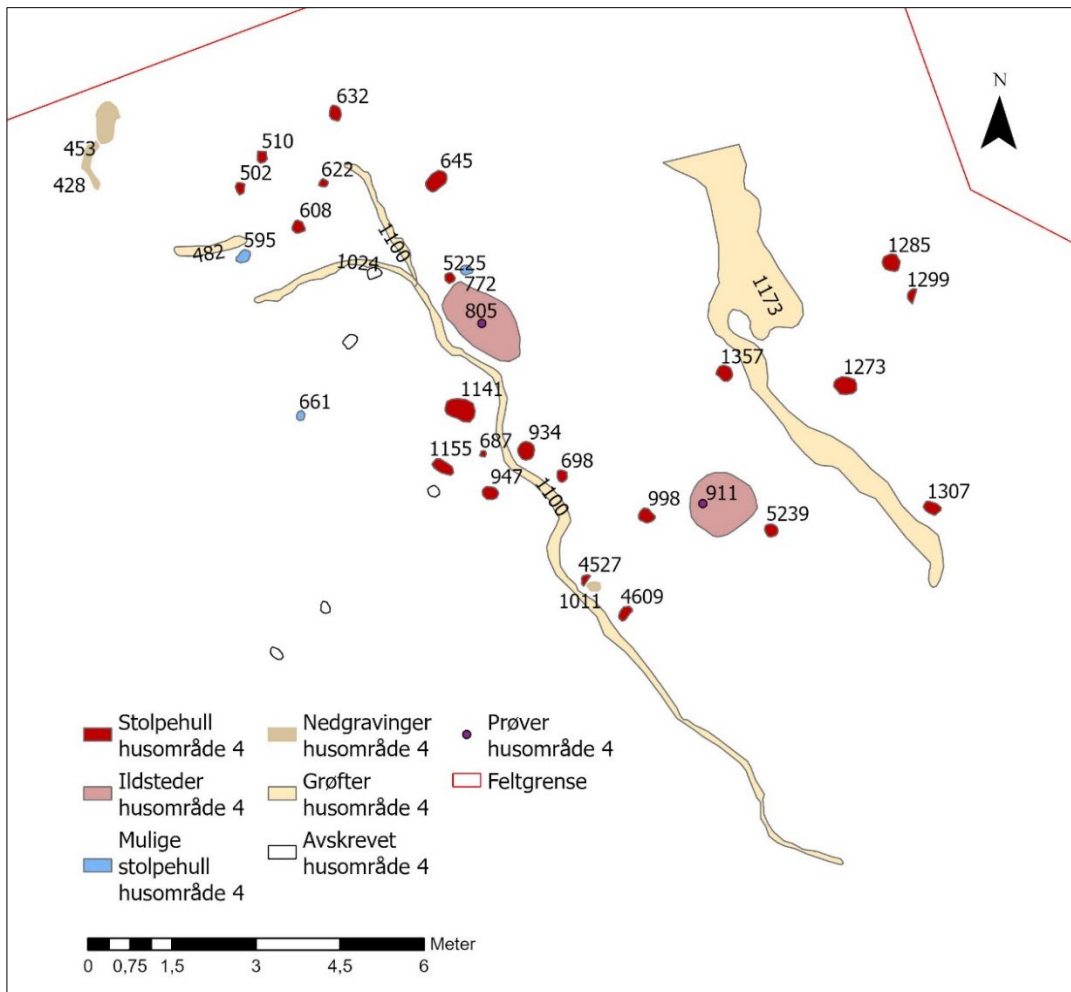 N
632
453
510
645
428
502
622
608
1100
482
595
1285
1024
5225
1299
772
1173
805
1357
1273
1141
661
934
1155
687
698
947
1100
998
911
1307
5239
4527
1011
4609
Stolpehull
husområde 4
Ildsteder
husområde 4
Mulige
stolpehull
husområde 4
Nedgravinger
husområde 4
Grøfter
husområde 4
Avskrevet
husområde 4
Prøver
husområde 4
Feltgrense
Meter
0 0,75 1,5 3 4,5 6